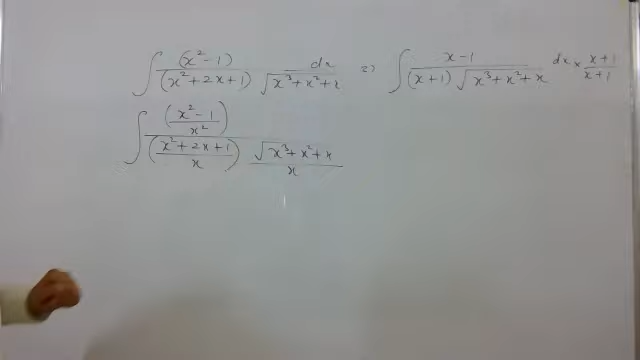 ∫ (x² - 1) / (x² + 2x + 1) dx / √x³ + x² + x => ∫ x - 1 / (x + 1) √x³ + x² + x dx × x + 1 / x + 1
∫ (x² - 1 / x²) / (x² + 2x + 1 / x) √x³ + x² + x / x